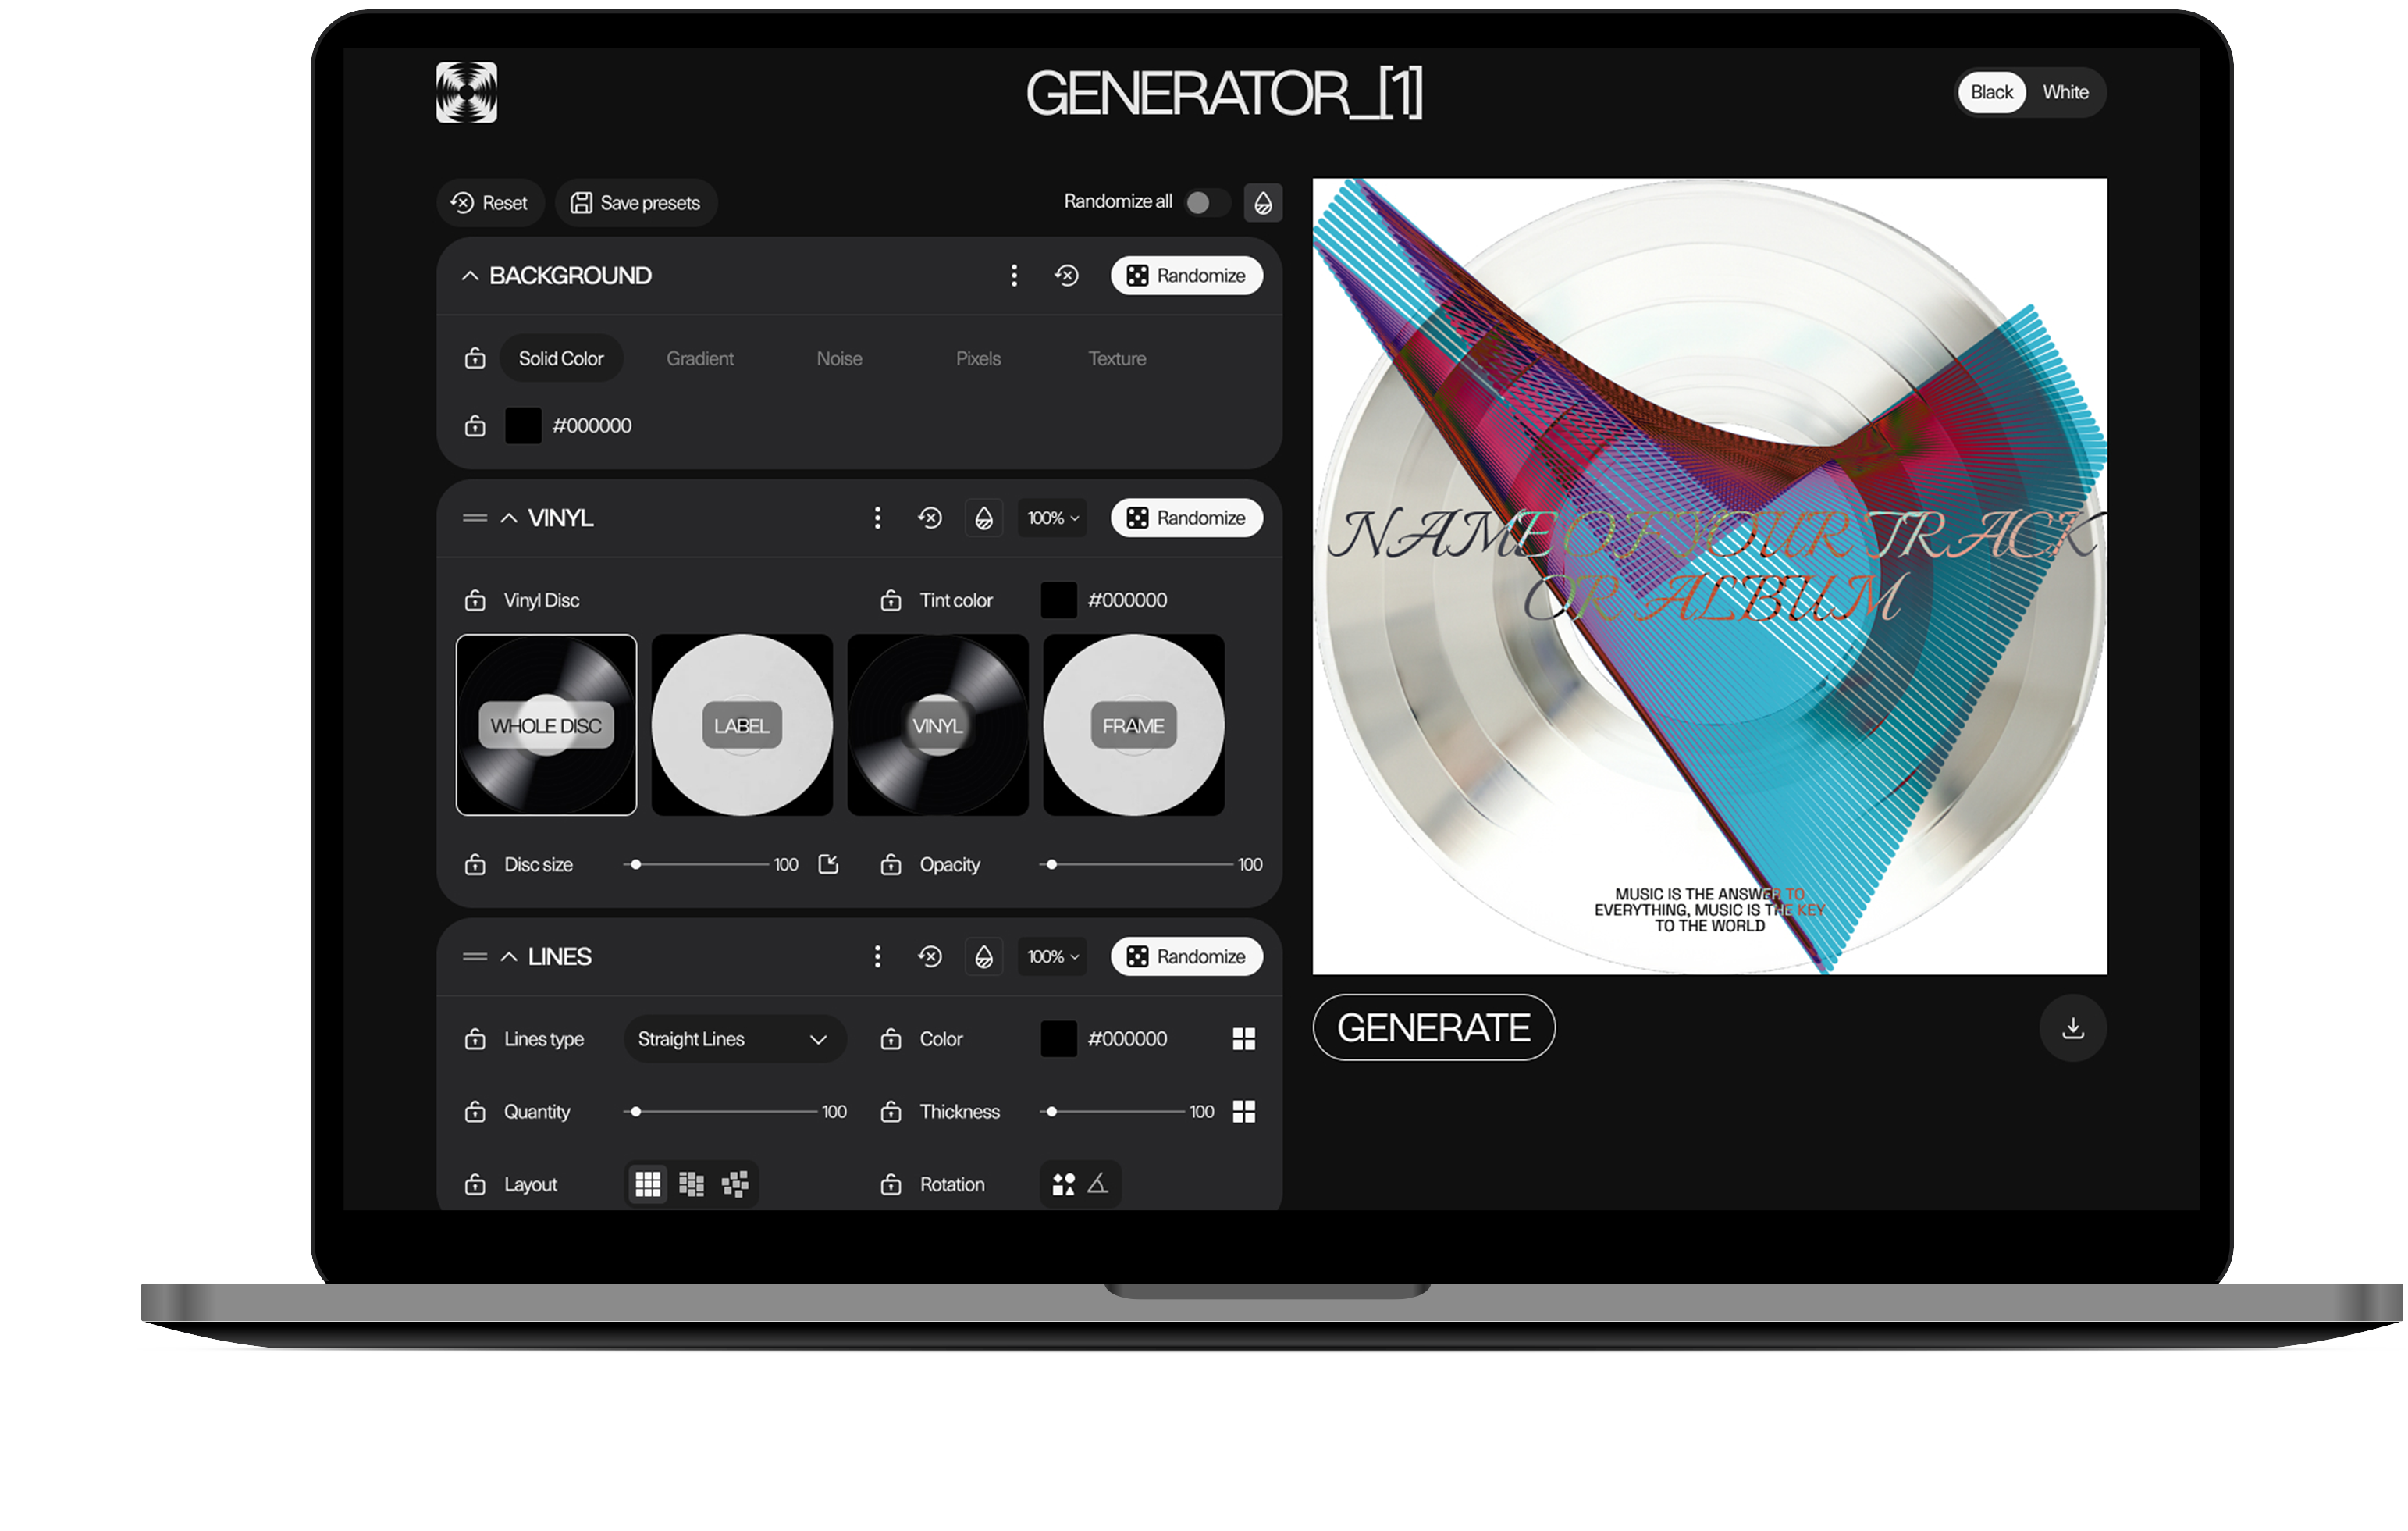 GENERATOR_[1]
Black White
Reset Save presets Randomize all
BACKGROUND Randomize
Solid Color Gradient Noise Pixels Texture
#000000
VINYL 100% Randomize
Vinyl Disc Tint color #000000
WHOLE DISC LABEL VINYL FRAME
Disc size 100 Opacity 100
LINES 100% Randomize
Lines type Straight Lines Color #000000
Quantity 100 Thickness 100
Layout Rotation
NAME OF YOUR TRACK
OR ALBUM
MUSIC IS THE ANSWER TO
EVERYTHING, MUSIC IS THE KEY
TO THE WORLD
GENERATE